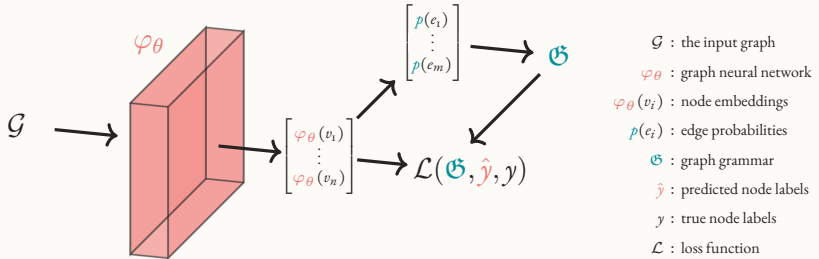 φθ
𝒢
[φθ(v₁)
⋮
φθ(vₙ)]
[p(e₁)
⋮
p(eₘ)]
𝔊
ℒ(𝔊, ŷ, y)
𝒢 : the input graph
φθ : graph neural network
φθ(vᵢ) : node embeddings
p(eᵢ) : edge probabilities
𝔊 : graph grammar
ŷ : predicted node labels
y : true node labels
ℒ : loss function